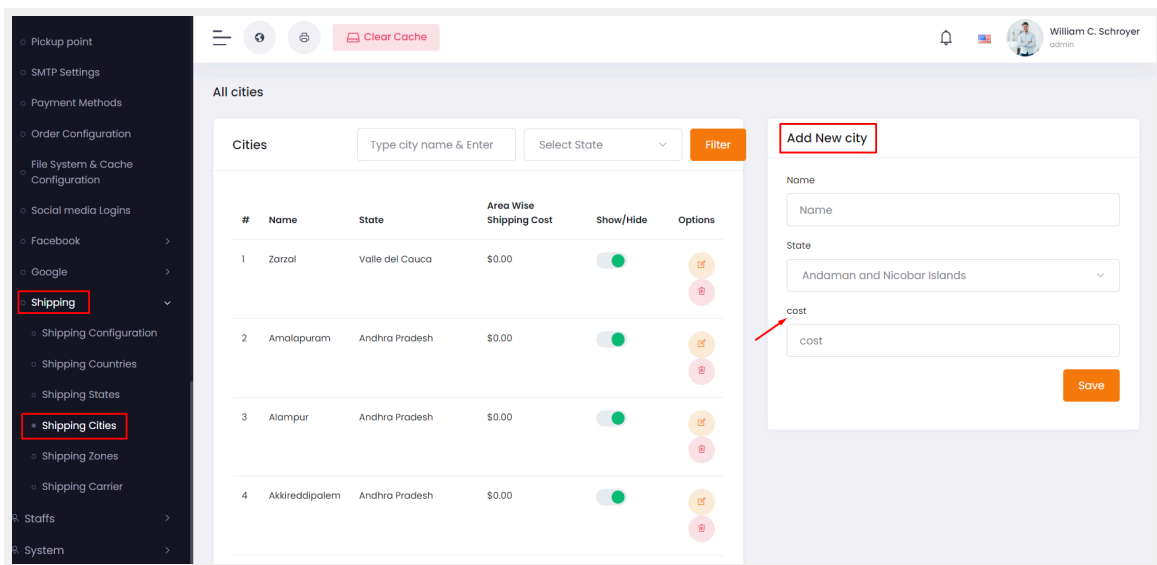 Pickup point
SMTP Settings
Payment Methods
Order Configuration
File System & Cache
Configuration
Social media Logins
Facebook
Google
Shipping
Shipping Configuration
Shipping Countries
Shipping States
Shipping Cities
Shipping Zones
Shipping Carrier
Staffs
System
Clear Cache
William C. Schroyer
admin
All cities
Cities
Type city name & Enter
Select State
Filter
# Name State Area Wise
Shipping Cost Show/Hide Options
1 Zarzal Valle del Cauca $0.00
2 Amalapuram Andhra Pradesh $0.00
3 Alampur Andhra Pradesh $0.00
4 Akkireddipalem Andhra Pradesh $0.00
Add New city
Name
Name
State
Andaman and Nicobar Islands
cost
cost
Save